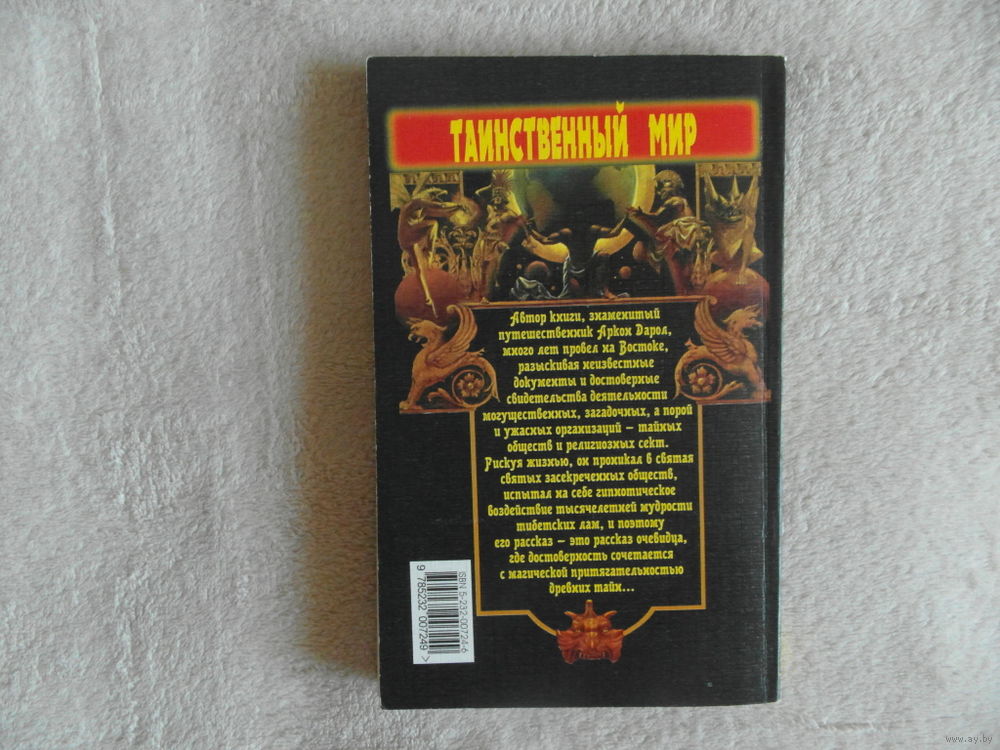 ТАИНСТВЕННЫЙ МИР
Автор книги, знаменитый
путешественник Аркон Дарол,
много лет провел на Востоке,
разыскивая неизвестные
документы и достоверные
свидетельства деятельности
могущественных, загадочных, а порой
и ужасных организаций – тайных
обществ и религиозных сект.
Рискуя жизнью, он проникал в святая
святых засекреченных обществ,
испытал на себе гипнотическое
воздействие тысячелетней мудрости
тибетских лам, и поэтому
его рассказ – это рассказ очевидца,
где достоверность сочетается
с магической притягательностью
древних тайн...
ISBN 5-232-00724-6
9 785232 007249 >
www.ay.by